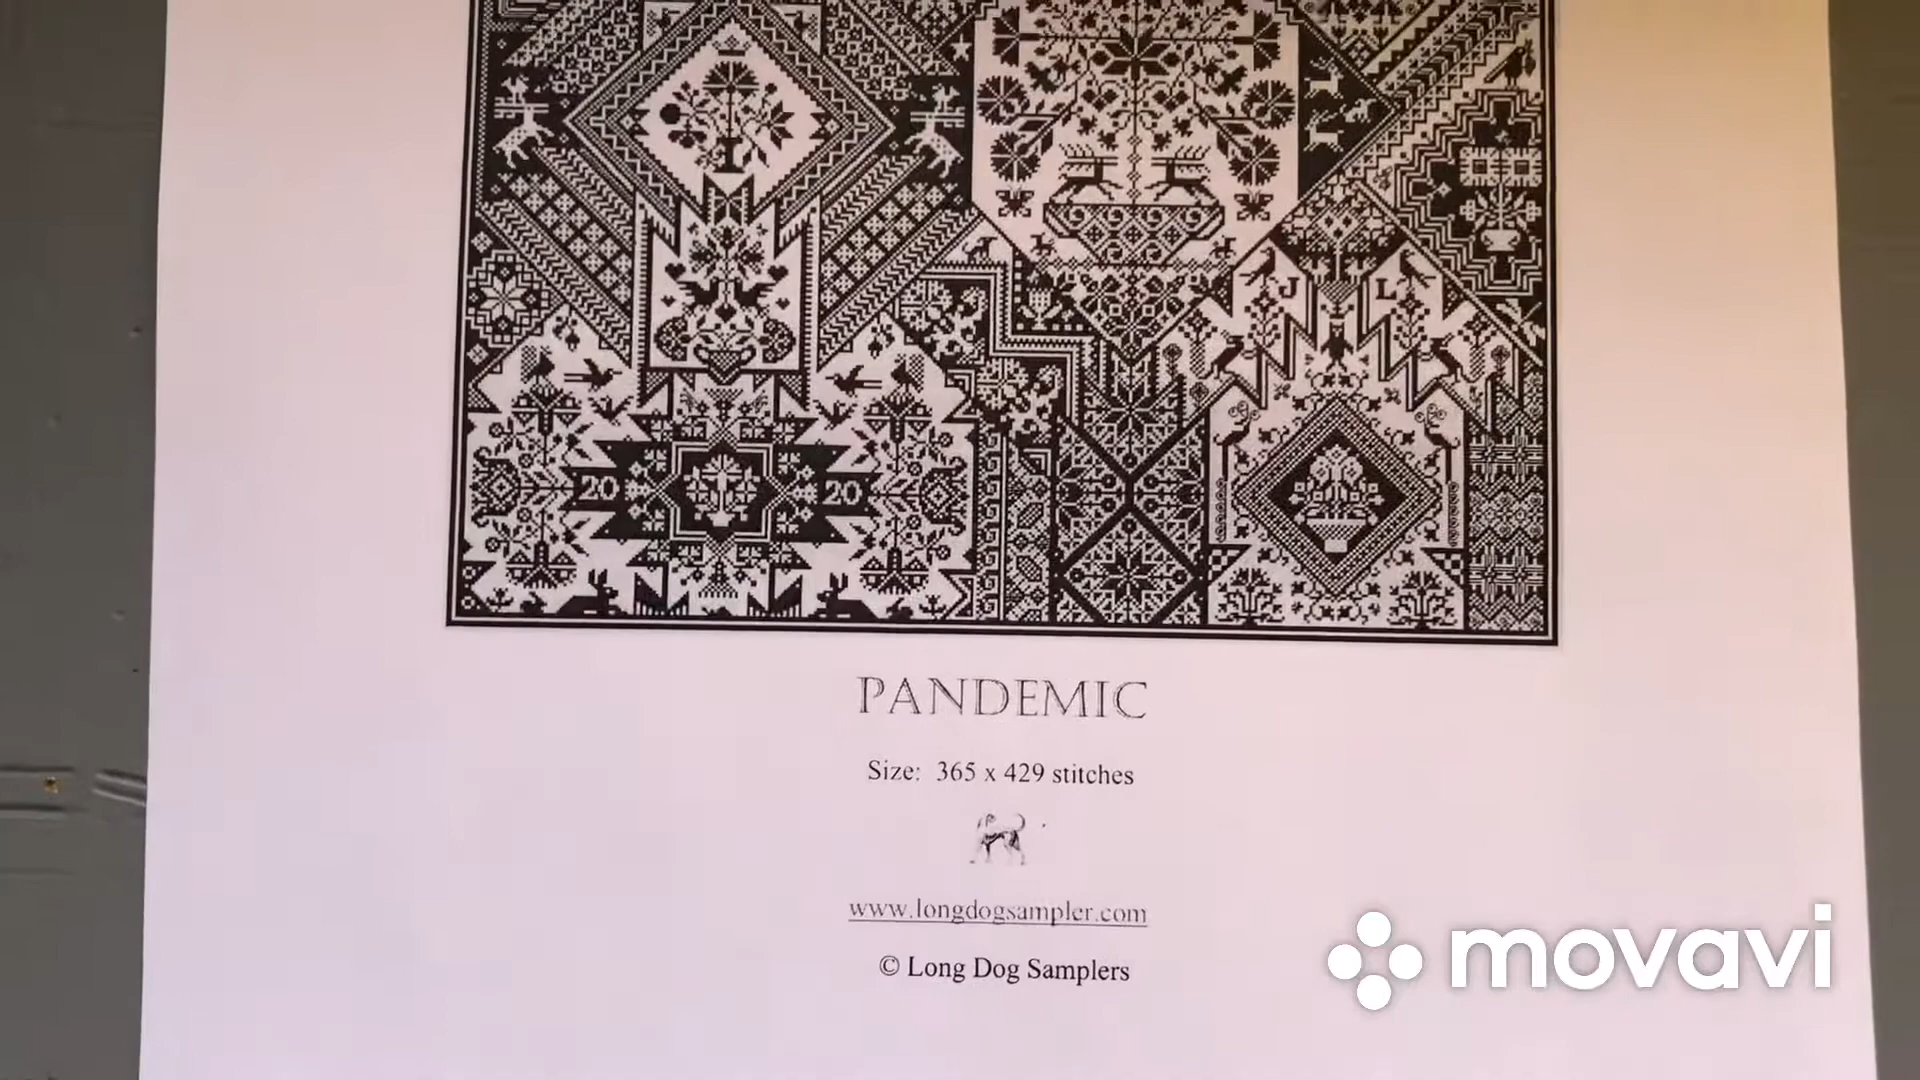 J L
20 20
PANDEMIC
Size: 365 x 429 stitches
www.longdogsampler.com
© Long Dog Samplers
movavi